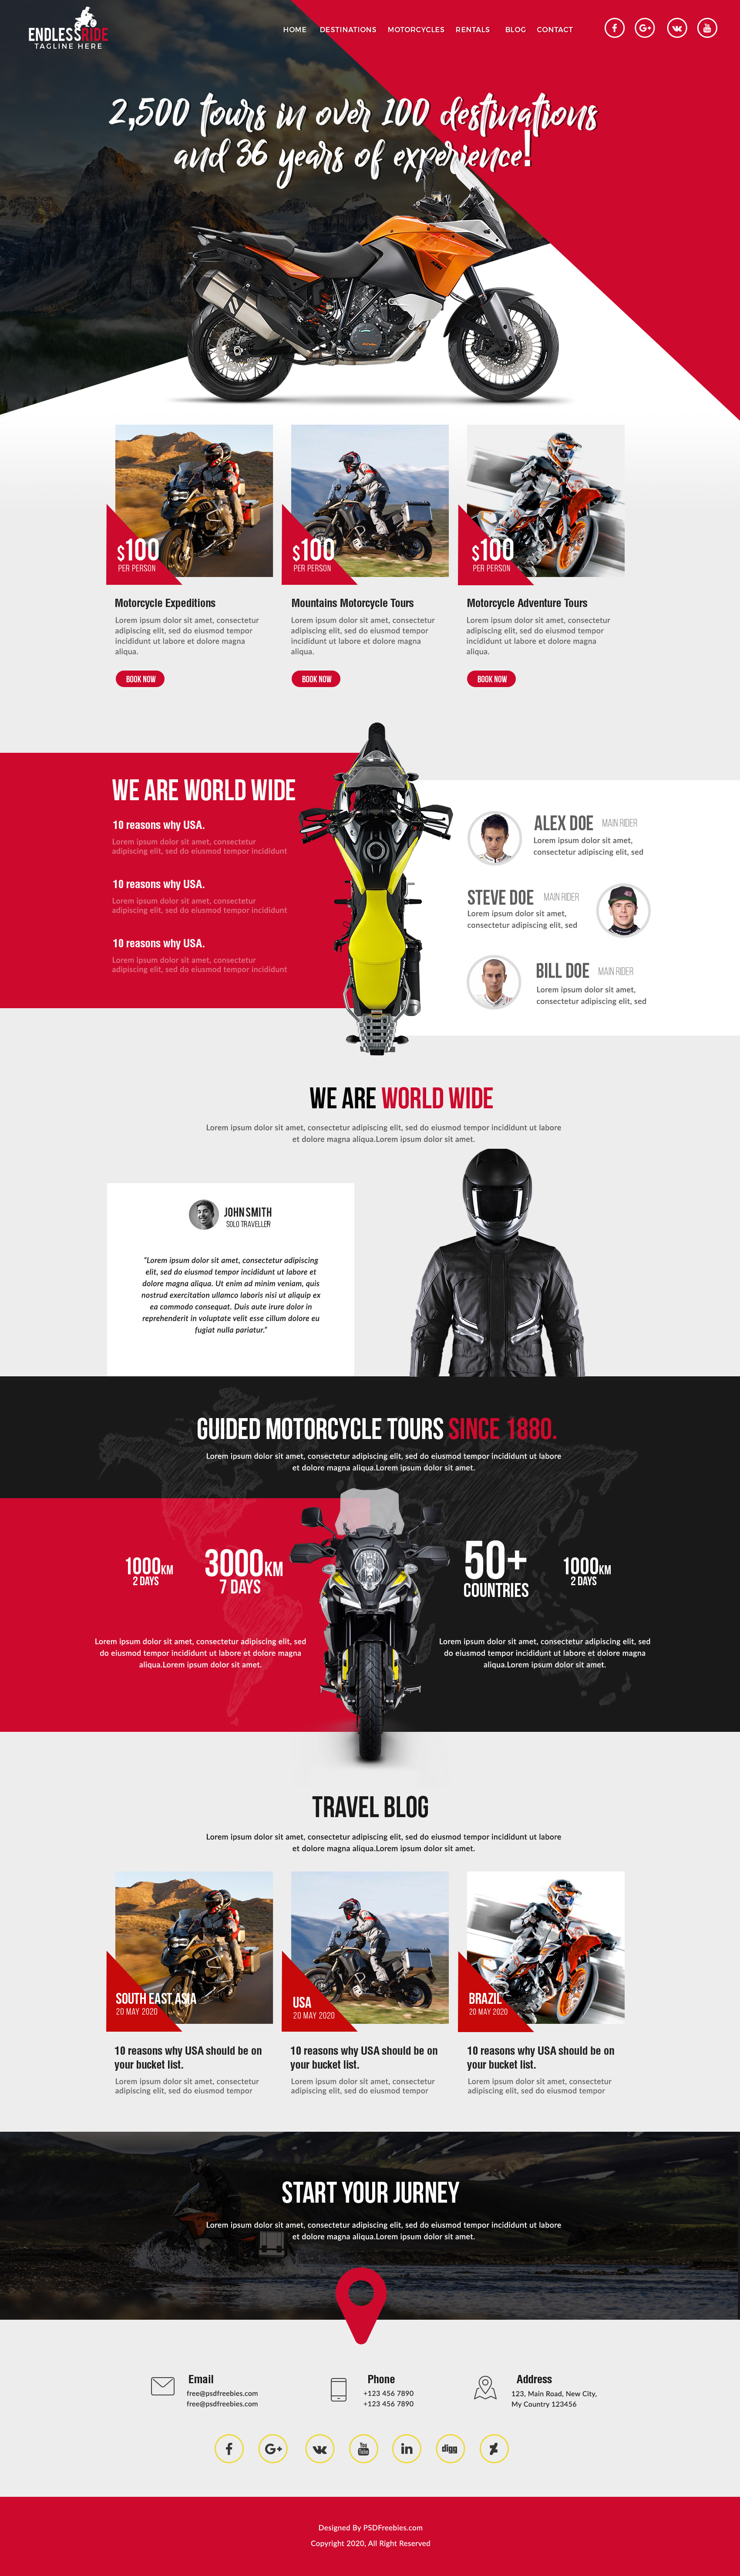 ENDLESSRIDE
TAGLINE HERE
HOME DESTINATIONS MOTORCYCLES RENTALS BLOG CONTACT
2,500 tours in over 100 destinations
and 36 years of experience!
KTM
$100
PER PERSON
$100
PER PERSON
$100
PER PERSON
Motorcycle Expeditions
Lorem ipsum dolor sit amet, consectetur
adipiscing elit, sed do eiusmod tempor
incididunt ut labore et dolore magna
aliqua.
BOOK NOW
Mountains Motorcycle Tours
Lorem ipsum dolor sit amet, consectetur
adipiscing elit, sed do eiusmod tempor
incididunt ut labore et dolore magna
aliqua.
BOOK NOW
Motorcycle Adventure Tours
Lorem ipsum dolor sit amet, consectetur
adipiscing elit, sed do eiusmod tempor
incididunt ut labore et dolore magna
aliqua.
BOOK NOW
WE ARE WORLD WIDE
10 reasons why USA.
Lorem ipsum dolor sit amet, consectetur
adipiscing elit, sed do eiusmod tempor incididunt
10 reasons why USA.
Lorem ipsum dolor sit amet, consectetur
adipiscing elit, sed do eiusmod tempor incididunt
10 reasons why USA.
Lorem ipsum dolor sit amet, consectetur
adipiscing elit, sed do eiusmod tempor incididunt
ALEX DOE MAIN RIDER
Lorem ipsum dolor sit amet,
consectetur adipiscing elit, sed
STEVE DOE MAIN RIDER
Lorem ipsum dolor sit amet,
consectetur adipiscing elit, sed
BILL DOE MAIN RIDER
Lorem ipsum dolor sit amet,
consectetur adipiscing elit, sed
WE ARE WORLD WIDE
Lorem ipsum dolor sit amet, consectetur adipiscing elit, sed do eiusmod tempor incididunt ut labore
et dolore magna aliqua.Lorem ipsum dolor sit amet.
JOHN SMITH
SOLO TRAVELLER
"Lorem ipsum dolor sit amet, consectetur adipiscing
elit, sed do eiusmod tempor incididunt ut labore et
dolore magna aliqua. Ut enim ad minim veniam, quis
nostrud exercitation ullamco laboris nisi ut aliquip ex
ea commodo consequat. Duis aute irure dolor in
reprehenderit in voluptate velit esse cillum dolore eu
fugiat nulla pariatur."
GUIDED MOTORCYCLE TOURS SINCE 1880.
Lorem ipsum dolor sit amet, consectetur adipiscing elit, sed do eiusmod tempor incididunt ut labore
et dolore magna aliqua.Lorem ipsum dolor sit amet.
1000KM
2 DAYS
3000KM
7 DAYS
50+
COUNTRIES
1000KM
2 DAYS
Lorem ipsum dolor sit amet, consectetur adipiscing elit, sed
do eiusmod tempor incididunt ut labore et dolore magna
aliqua.Lorem ipsum dolor sit amet.
Lorem ipsum dolor sit amet, consectetur adipiscing elit, sed
do eiusmod tempor incididunt ut labore et dolore magna
aliqua.Lorem ipsum dolor sit amet.
TRAVEL BLOG
Lorem ipsum dolor sit amet, consectetur adipiscing elit, sed do eiusmod tempor incididunt ut labore
et dolore magna aliqua.Lorem ipsum dolor sit amet.
SOUTH EAST ASIA
20 MAY 2020
USA
20 MAY 2020
BRAZIL
20 MAY 2020
10 reasons why USA should be on
your bucket list.
Lorem ipsum dolor sit amet, consectetur
adipiscing elit, sed do eiusmod tempor
10 reasons why USA should be on
your bucket list.
Lorem ipsum dolor sit amet, consectetur
adipiscing elit, sed do eiusmod tempor
10 reasons why USA should be on
your bucket list.
Lorem ipsum dolor sit amet, consectetur
adipiscing elit, sed do eiusmod tempor
START YOUR JURNEY
Lorem ipsum dolor sit amet, consectetur adipiscing elit, sed do eiusmod tempor incididunt ut labore
et dolore magna aliqua.Lorem ipsum dolor sit amet.
Email
free@psdfreebies.com
free@psdfreebies.com
Phone
+123 456 7890
+123 456 7890
Address
123, Main Road, New City,
My Country 123456
digg
Designed By PSDFreebies.com
Copyright 2020, All Right Reserved